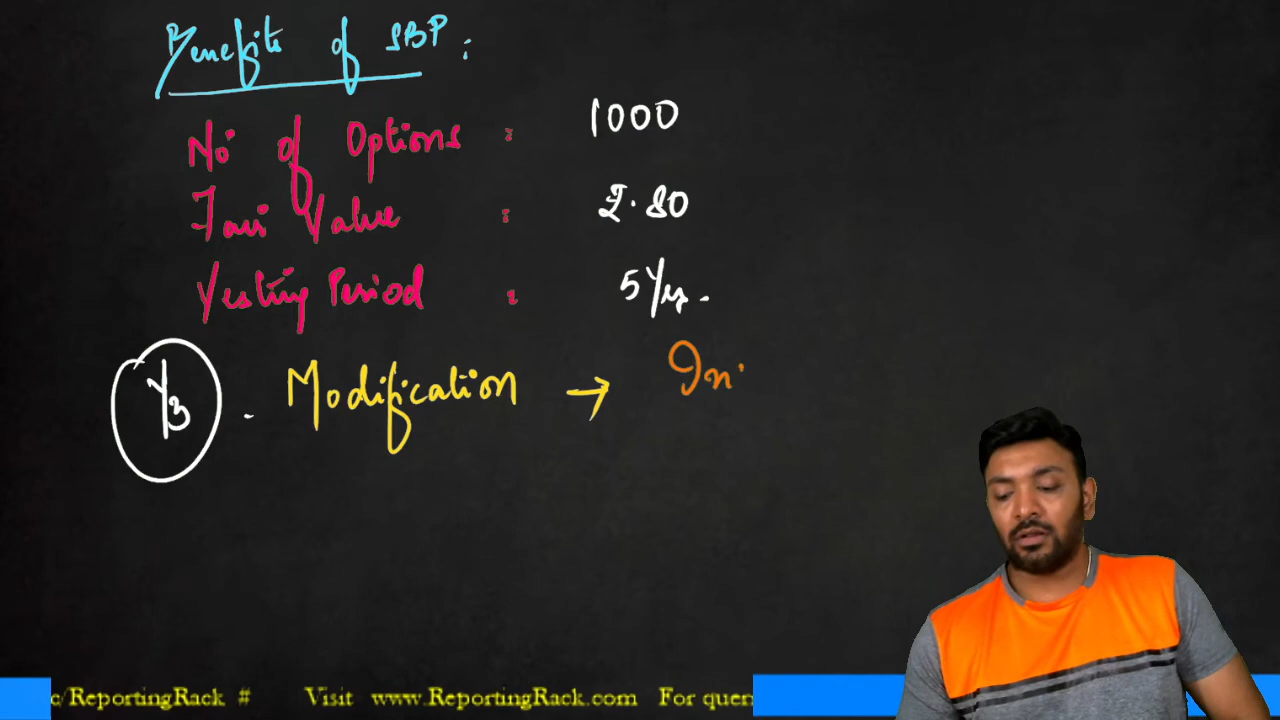 Benefits of SBP :
No of Options : 1000
Fair Value : ₹.80
Vesting Period : 5 Yrs.
Y3 . Modification → In
c/ReportingRack # Visit www.ReportingRack.com For quer